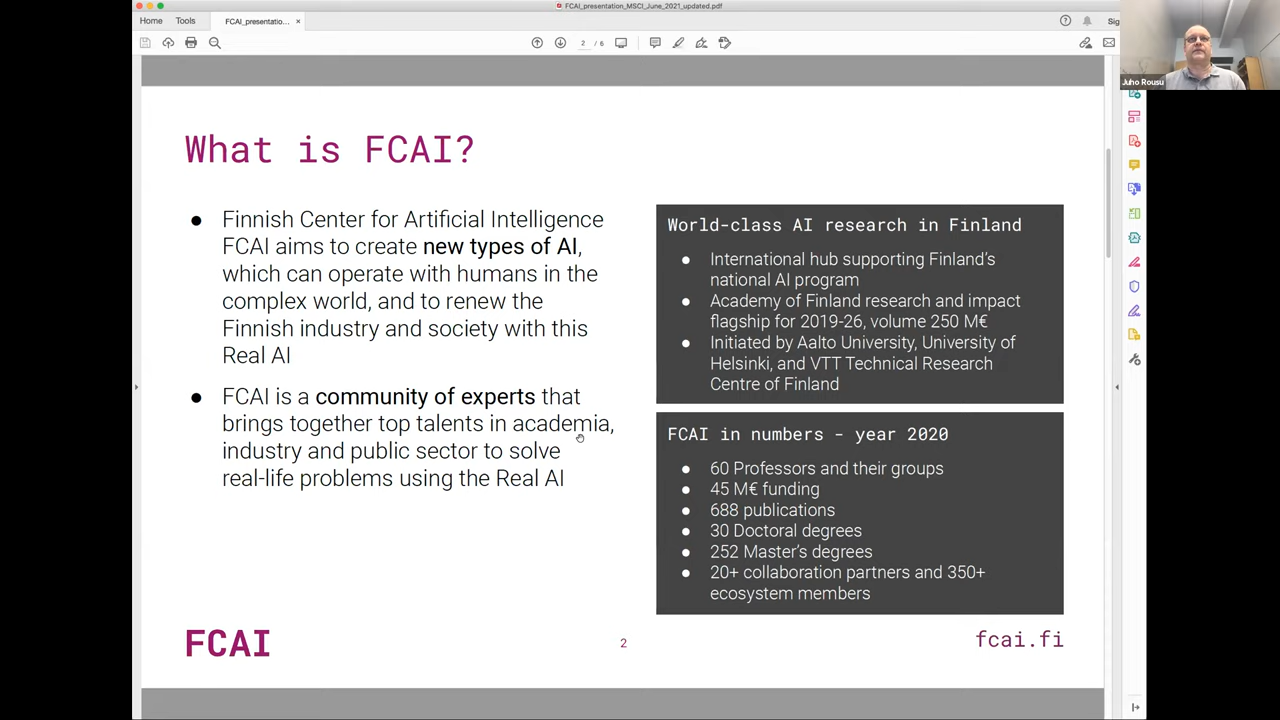 FCAI_presentation_MSCI_June_2021_updated.pdf
Home
Tools
FCAI_presentatio...
×
2 / 6
Juho Rousu
What is FCAI?
● Finnish Center for Artificial Intelligence
FCAI aims to create new types of AI,
which can operate with humans in the
complex world, and to renew the
Finnish industry and society with this
Real AI
● FCAI is a community of experts that
brings together top talents in academia,
industry and public sector to solve
real-life problems using the Real AI
World-class AI research in Finland
● International hub supporting Finland's
national AI program
● Academy of Finland research and impact
flagship for 2019-26, volume 250 M€
● Initiated by Aalto University, University of
Helsinki, and VTT Technical Research
Centre of Finland
FCAI in numbers - year 2020
● 60 Professors and their groups
● 45 M€ funding
● 688 publications
● 30 Doctoral degrees
● 252 Master's degrees
● 20+ collaboration partners and 350+
ecosystem members
FCAI
2
fcai.fi